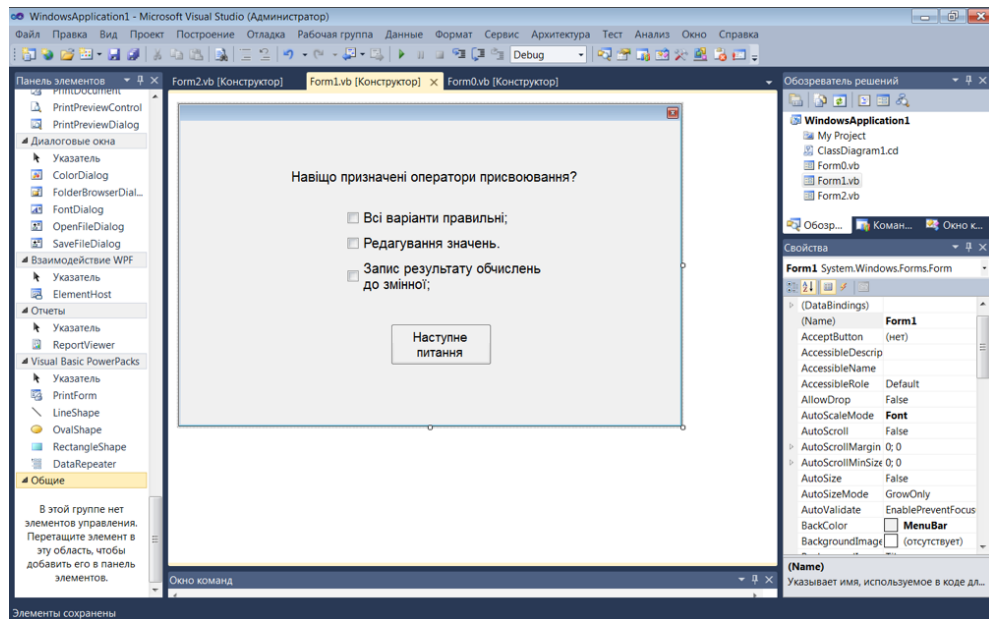 WindowsApplication1 - Microsoft Visual Studio (Администратор)
Файл Правка Вид Проект Построение Отладка Рабочая группа Данные Формат Сервис Архитектура Тест Анализ Окно Справка
Debug
Панель элементов
PrintDocument
PrintPreviewControl
PrintPreviewDialog
Диалоговые окна
Указатель
ColorDialog
FolderBrowserDial...
FontDialog
OpenFileDialog
SaveFileDialog
Взаимодействие WPF
Указатель
ElementHost
Отчеты
Указатель
ReportViewer
Visual Basic PowerPacks
Указатель
PrintForm
LineShape
OvalShape
RectangleShape
DataRepeater
Общие
В этой группе нет
элементов управления.
Перетащите элемент в
эту область, чтобы
добавить его в панель
элементов.
Form2.vb [Конструктор] Form1.vb [Конструктор] Form0.vb [Конструктор]
Навіщо призначені оператори присвоювання?
Всі варіанти правильні;
Редагування значень.
Запис результату обчислень
до змінної;
Наступне
питання
Окно команд
Обозреватель решений
WindowsApplication1
My Project
ClassDiagram1.cd
Form0.vb
Form1.vb
Form2.vb
Обозр... Коман... Окно к...
Свойства
Form1 System.Windows.Forms.Form
(DataBindings)
(Name) Form1
AcceptButton (нет)
AccessibleDescrip
AccessibleName
AccessibleRole Default
AllowDrop False
AutoScaleMode Font
AutoScroll False
AutoScrollMargin 0; 0
AutoScrollMinSize 0; 0
AutoSize False
AutoSizeMode GrowOnly
AutoValidate EnablePreventFocus
BackColor MenuBar
BackgroundImage (отсутствует)
(Name)
Указывает имя, используемое в коде дл...
Элементы сохранены